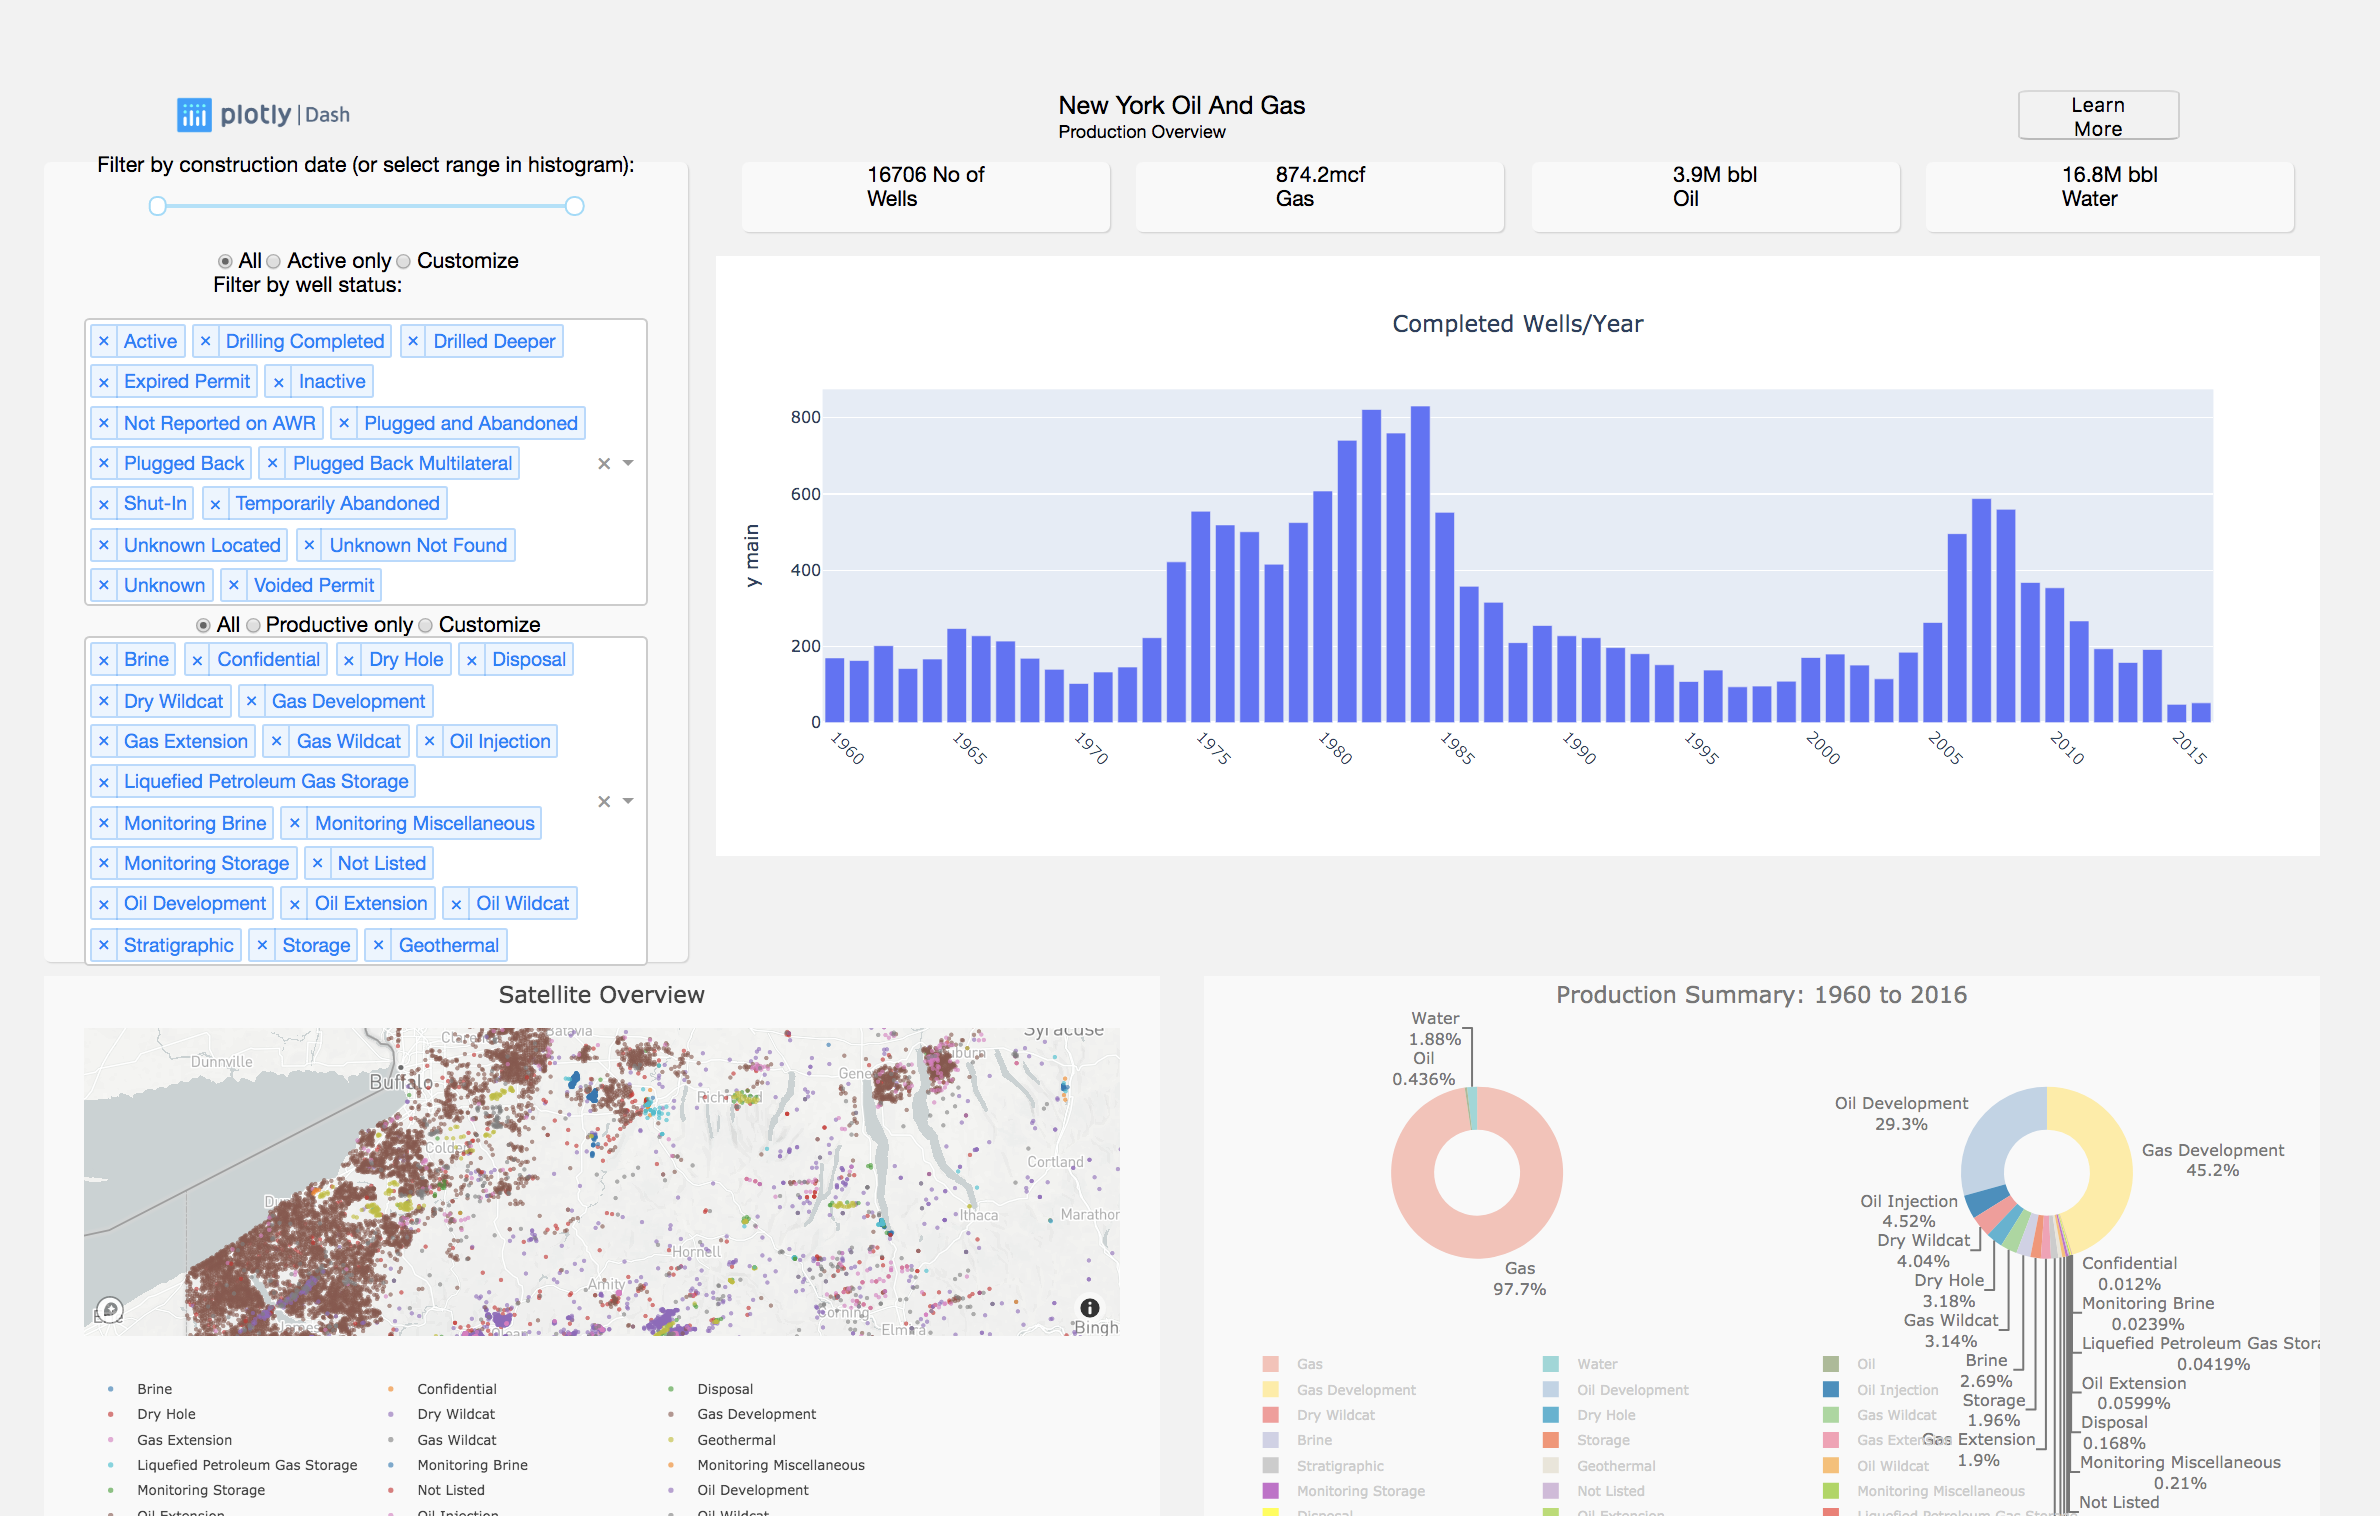 plotly | Dash
New York Oil And Gas
Production Overview
Learn
More
Filter by construction date (or select range in histogram):
All Active only Customize
Filter by well status:
× Active × Drilling Completed × Drilled Deeper
× Expired Permit × Inactive
× Not Reported on AWR × Plugged and Abandoned
× Plugged Back × Plugged Back Multilateral
× Shut-In × Temporarily Abandoned
× Unknown Located × Unknown Not Found
× Unknown × Voided Permit
All Productive only Customize
× Brine × Confidential × Dry Hole × Disposal
× Dry Wildcat × Gas Development
× Gas Extension × Gas Wildcat × Oil Injection
× Liquefied Petroleum Gas Storage
× Monitoring Brine × Monitoring Miscellaneous
× Monitoring Storage × Not Listed
× Oil Development × Oil Extension × Oil Wildcat
× Stratigraphic × Storage × Geothermal
16706 No of
Wells
874.2mcf
Gas
3.9M bbl
Oil
16.8M bbl
Water
Completed Wells/Year
y main
800
600
400
200
0
1960 1965 1970 1975 1980 1985 1990 1995 2000 2005 2010 2015
Satellite Overview
Batavia
Syracuse
Dunnville
Buffalo
Gene
Richmond
Colden
Cortland
Ithaca
Marathon
Hornell
Amity
Corning
Elmira
Bingh
Brine Confidential Disposal
Dry Hole Dry Wildcat Gas Development
Gas Extension Gas Wildcat Geothermal
Liquefied Petroleum Gas Storage Monitoring Brine Monitoring Miscellaneous
Monitoring Storage Not Listed Oil Development
Oil Extension Oil Injection Oil Wildcat
Production Summary: 1960 to 2016
Water
1.88%
Oil
0.436%
Gas
97.7%
Oil Development
29.3%
Gas Development
45.2%
Oil Injection
4.52%
Dry Wildcat
4.04%
Dry Hole
3.18%
Gas Wildcat
3.14%
Brine
2.69%
Storage
1.96%
Gas Extension
1.9%
Confidential
0.012%
Monitoring Brine
0.0239%
Liquefied Petroleum Gas Stora
0.0419%
Oil Extension
0.0599%
Disposal
0.168%
Monitoring Miscellaneous
0.21%
Not Listed
Gas Water Oil
Gas Development Oil Development Oil Injection
Dry Wildcat Dry Hole Gas Wildcat
Brine Storage Gas Extension
Stratigraphic Geothermal Oil Wildcat
Monitoring Storage Not Listed Monitoring Miscellaneous
Disposal Oil Extension Liquefied Petroleum Gas Storage